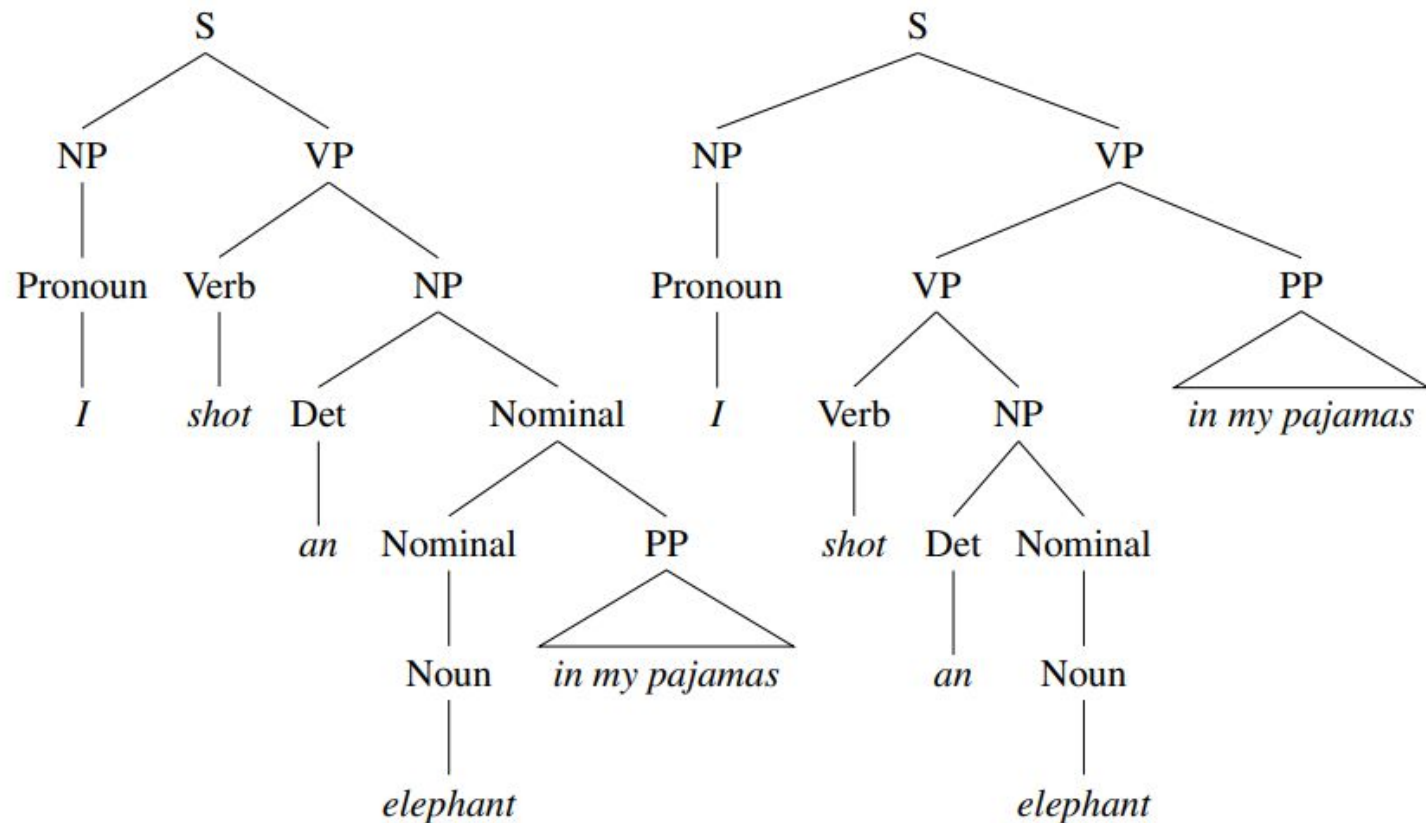 S S
NP VP NP VP
Pronoun Verb NP Pronoun VP PP
I shot Det Nominal I Verb NP in my pajamas
an Nominal PP shot Det Nominal
Noun in my pajamas an Noun
elephant elephant